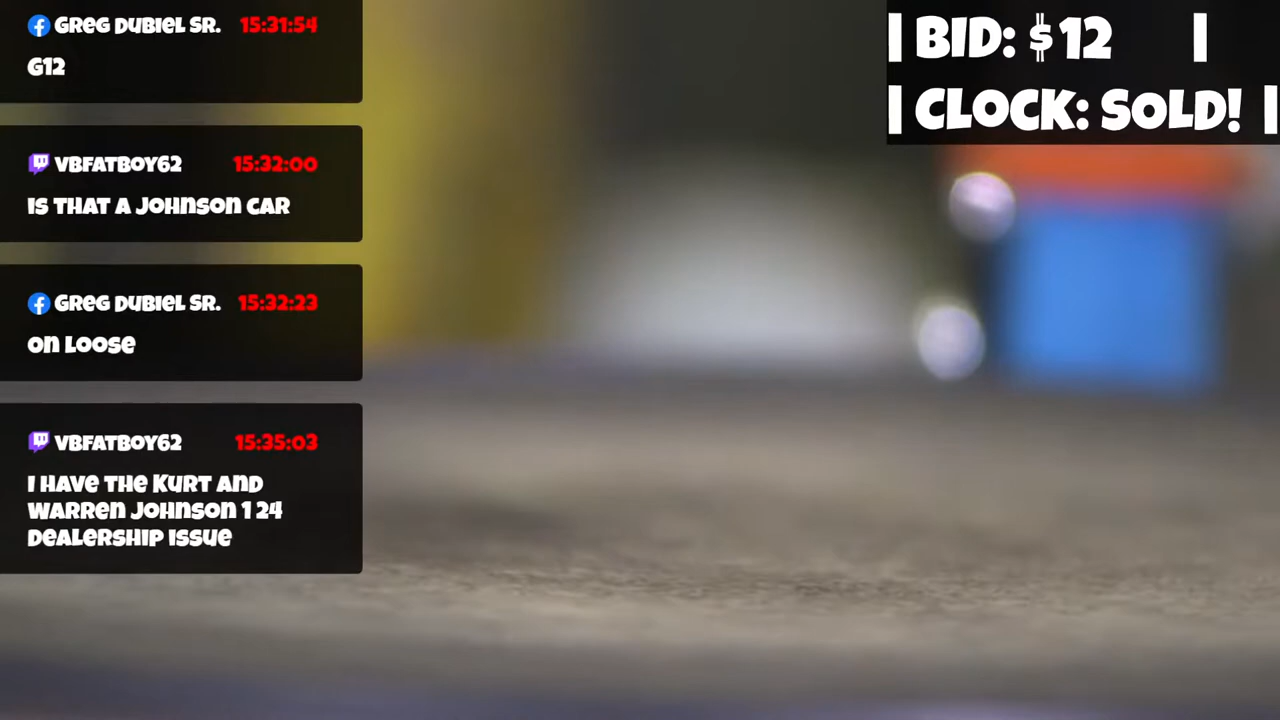 GREG DUBIEL SR. 15:31:54
G12
VBFATBOY62 15:32:00
IS THAT A JOHNSON CAR
GREG DUBIEL SR. 15:32:23
ON LOOSE
VBFATBOY62 15:35:03
I HAVE THE KURT AND
WARREN JOHNSON 1 24
DEALERSHIP ISSUE
| BID: $12 |
| CLOCK: SOLD! |